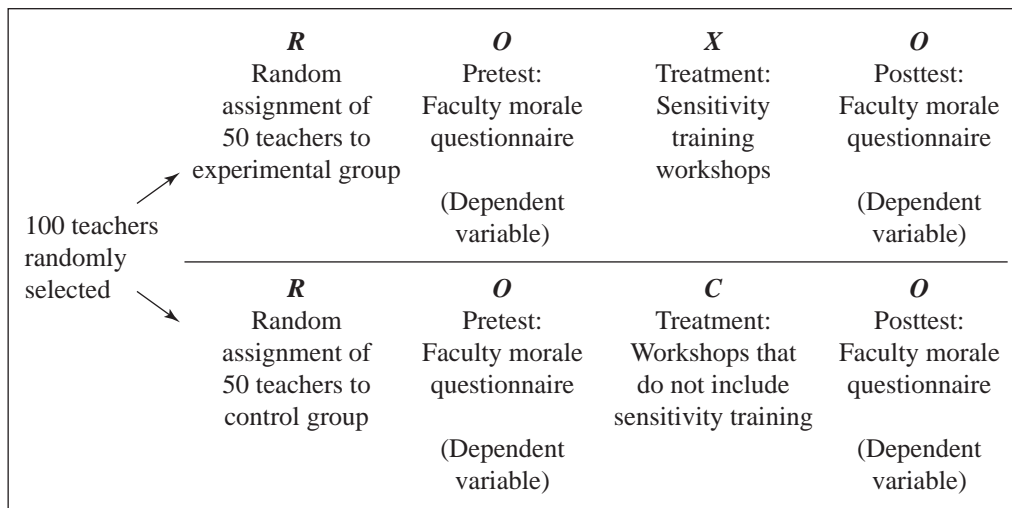 R O X O
Random Pretest: Treatment: Posttest:
assignment of Faculty morale Sensitivity Faculty morale
50 teachers to questionnaire training questionnaire
experimental group workshops
(Dependent (Dependent
variable) variable)
100 teachers
randomly
selected
R O C O
Random Pretest: Treatment: Posttest:
assignment of Faculty morale Workshops that Faculty morale
50 teachers to questionnaire do not include questionnaire
control group sensitivity training
(Dependent (Dependent
variable) variable)